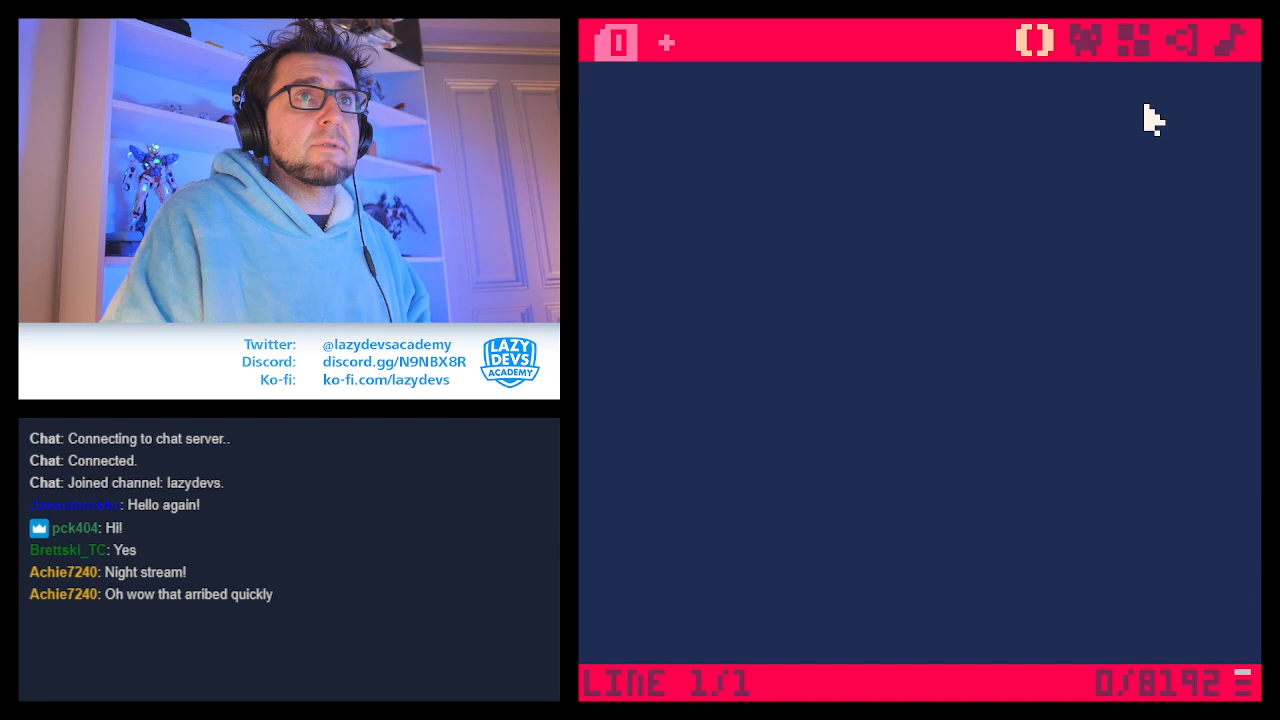 Twitter: @lazydevsacademy
Discord: discord.gg/N9NBX8R
Ko-fi: ko-fi.com/lazydevs
LAZY
DEVS
ACADEMY
Chat: Connecting to chat server..
Chat: Connected.
Chat: Joined channel: lazydevs.
: Hello again!
pck404: Hi!
Brettski_TC: Yes
Achie7240: Night stream!
Achie7240: Oh wow that arribed quickly
0 +
LINE 1/1
0/8192